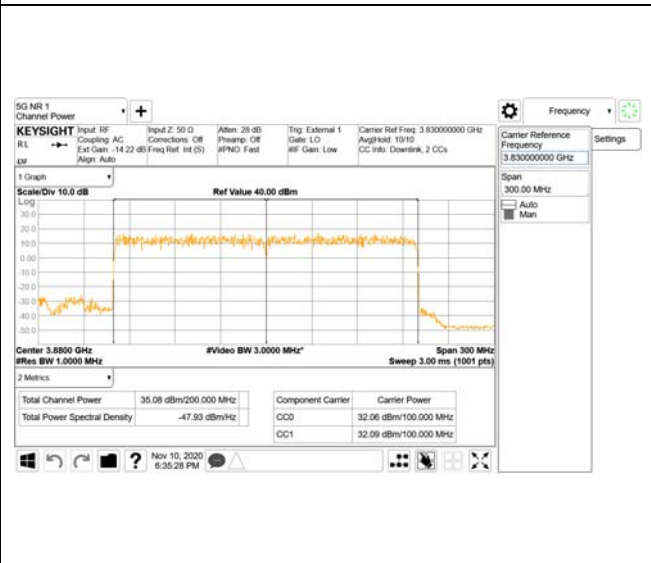 5G NR 1
Channel Power
Frequency
KEYSIGHT
Input: RF
Input Z: 50 Ω
Atten: 28 dB
Trig: External 1
Carrier Ref Freq: 3.830000000 GHz
RL
Coupling: AC
Corrections: Off
Preamp: Off
Gate: LO
Avg|Hold: 10/10
Ext Gain: -14.22 dB
Freq Ref: Int (S)
#PNO: Fast
#IF Gain: Low
CC Info: Downlink, 2 CCs
Align: Auto
Carrier Reference
Frequency
3.830000000 GHz
Settings
Span
300.00 MHz
Auto
Man
1 Graph
Scale/Div 10.0 dB
Ref Value 40.00 dBm
Log
30.0
20.0
10.0
0.00
-10.0
-20.0
-30.0
-40.0
-50.0
Center 3.8800 GHz
#Video BW 3.0000 MHz*
Span 300 MHz
#Res BW 1.0000 MHz
Sweep 3.00 ms (1001 pts)
2 Metrics
Total Channel Power
35.08 dBm/200.000 MHz
Total Power Spectral Density
-47.93 dBm/Hz
Component Carrier
Carrier Power
CC0
32.06 dBm/100.000 MHz
CC1
32.09 dBm/100.000 MHz
?
Nov 10, 2020
6:35:28 PM